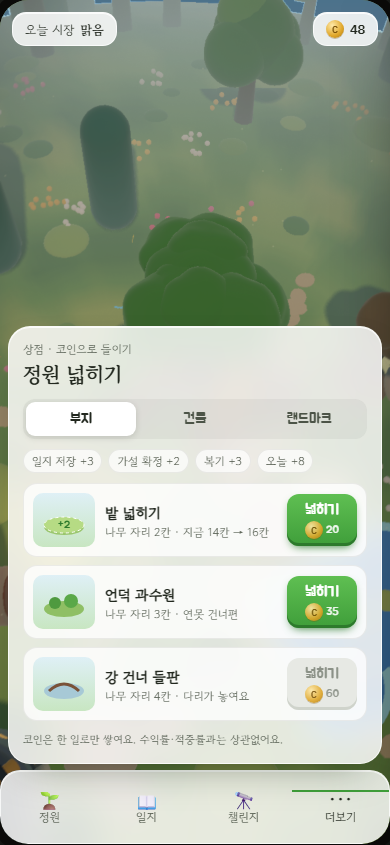 오늘 시장 맑음
C 48
상점 · 코인으로 들이기
정원 넓히기
부지
건물
랜드마크
일지 저장 +3
가설 확정 +2
복기 +3
오늘 +8
+2
밭 넓히기
나무 자리 2칸 · 지금 14칸 → 16칸
넓히기
C 20
언덕 과수원
나무 자리 3칸 · 연못 건너편
넓히기
C 35
강 건너 들판
나무 자리 4칸 · 다리가 놓여요
넓히기
C 60
코인은 한 일로만 쌓여요. 수익률·적중률과는 상관없어요.
정원
일지
챌린지
더보기